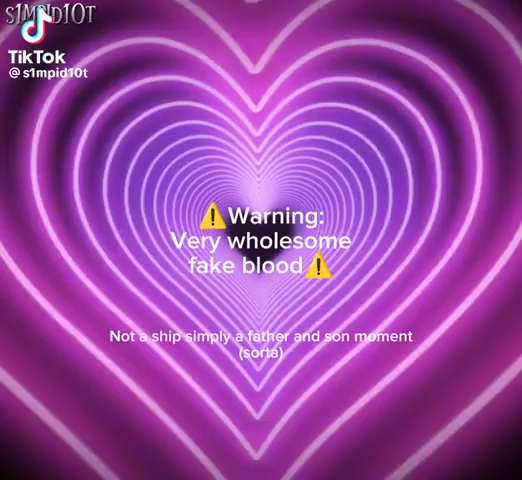 s1MPiD1OT
TikTok
@s1mpid10t
⚠️Warning:
Very wholesome
fake blood⚠️
Not a ship simply a father and son moment
(sorta)